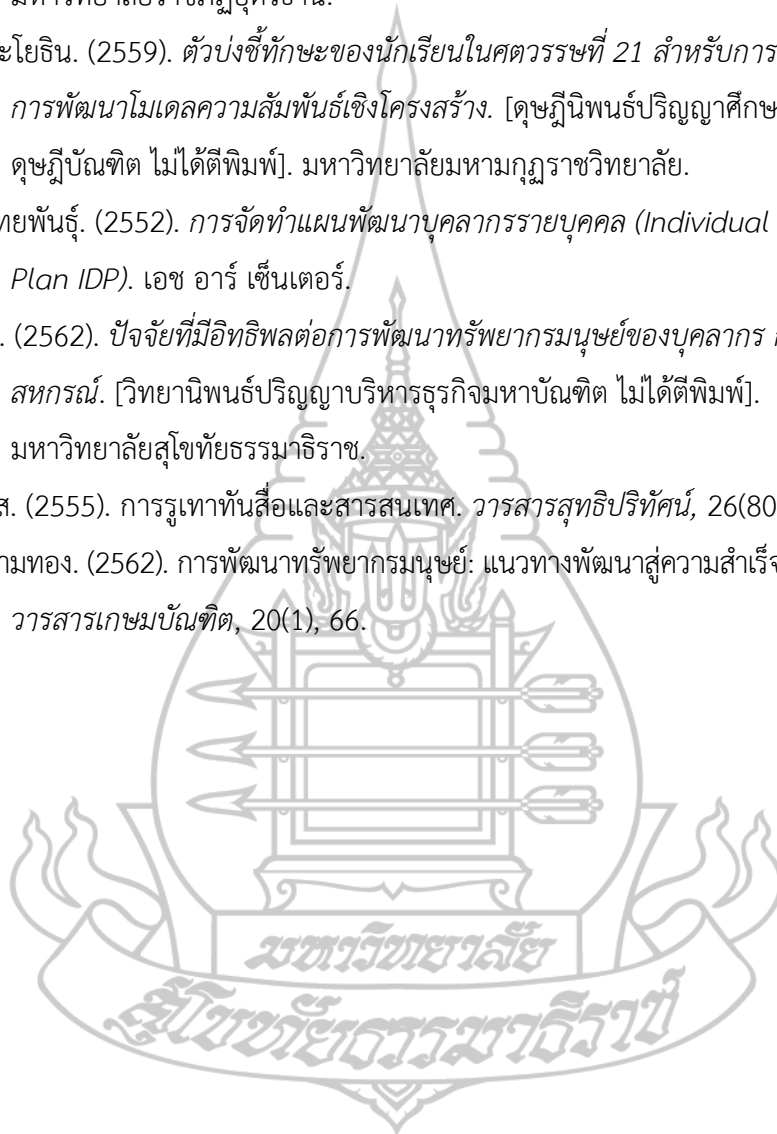 มหาวิทยาลัยราชภัฏอุดรธานี.
ะโยธิน. (2559). ตัวบ่งชี้ทักษะของนักเรียนในศตวรรษที่ 21 สำหรับการ
การพัฒนาโมเดลความสัมพันธ์เชิงโครงสร้าง. [ดุษฎีนิพนธ์ปริญญาศึกษ
ดุษฎีบัณฑิต ไม่ได้ตีพิมพ์]. มหาวิทยาลัยมหามกุฏราชวิทยาลัย.
ทยพันธุ์. (2552). การจัดทำแผนพัฒนาบุคลากรรายบุคคล (Individual
Plan IDP). เอช อาร์ เซ็นเตอร์.
. (2562). ปัจจัยที่มีอิทธิพลต่อการพัฒนาทรัพยากรมนุษย์ของบุคลากร
สหกรณ์. [วิทยานิพนธ์ปริญญาบริหารธุรกิจมหาบัณฑิต ไม่ได้ตีพิมพ์].
มหาวิทยาลัยสุโขทัยธรรมาธิราช.
ส. (2555). การรู้เทาทันสื่อและสารสนเทศ. วารสารสุทธิปริทัศน์, 26(80
ามทอง. (2562). การพัฒนาทรัพยากรมนุษย์: แนวทางพัฒนาสู่ความสำเร็จ
วารสารเกษมบัณฑิต, 20(1), 66.
มหาวิทยาลัย
สุโขทัยธรรมาธิราช